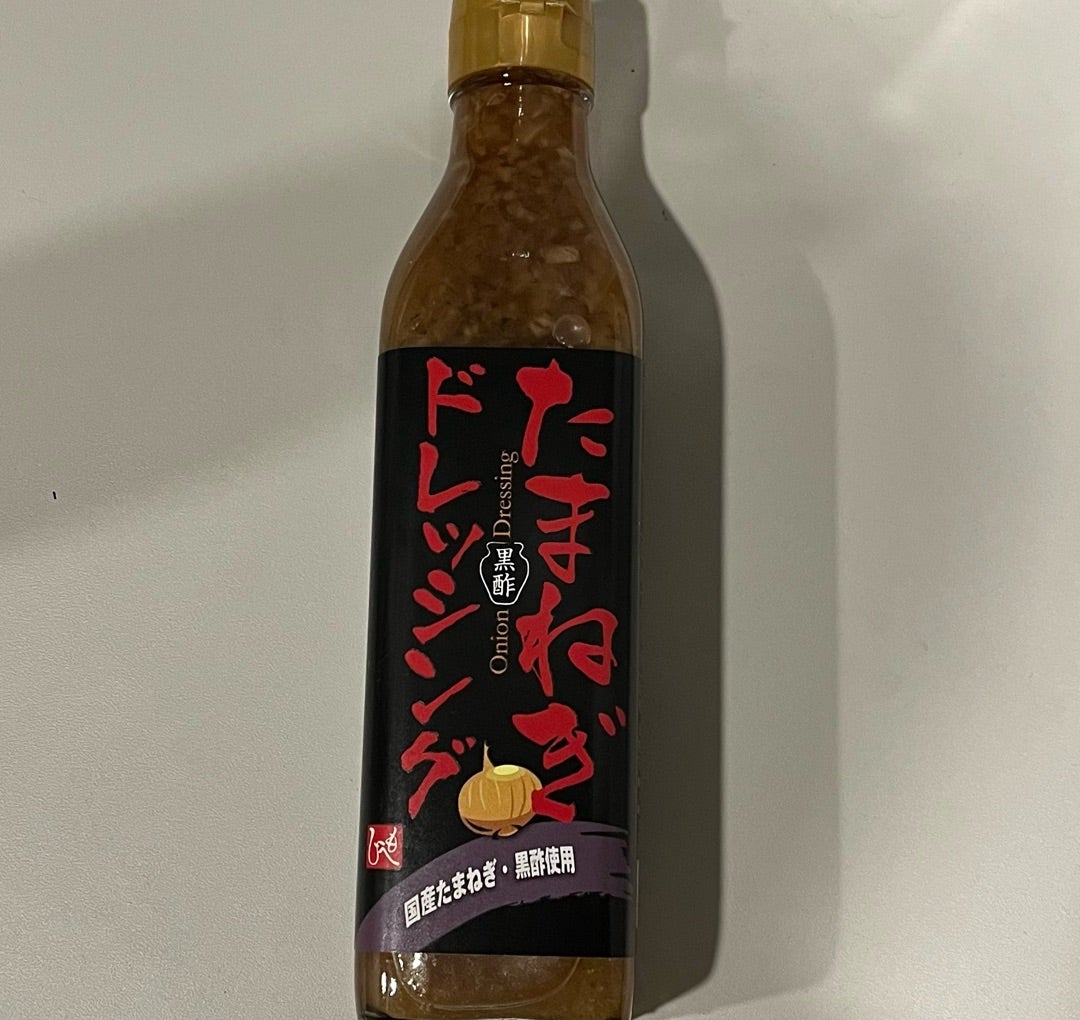 たまねぎ
ドレッシング
Onion Dressing
黒酢
国産たまねぎ・黒酢使用